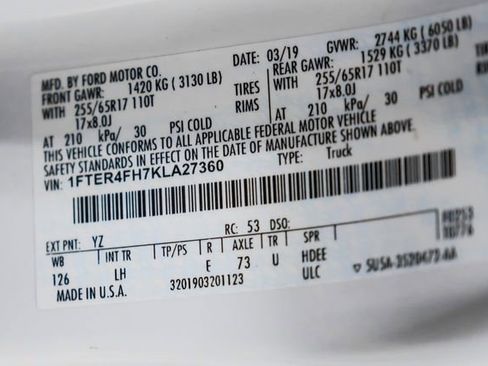 MFD. BY FORD MOTOR CO.
DATE: 03/19
GVWR: 2744 KG (6050 LB)
FRONT GAWR: 1420 KG (3130 LB)
REAR GAWR: 1529 KG (3370 LB)
WITH 255/65R17 110T TIRES
WITH 255/65R17 110T
17x8.0J RIMS
17x8.0J
AT 210 kPa/ 30 PSI COLD
AT 210 kPa/ 30 PSI COLD
THIS VEHICLE CONFORMS TO ALL APPLICABLE FEDERAL MOTOR VEHICLE
SAFETY STANDARDS IN EFFECT ON THE DATE OF MANUFACTURE SHOWN ABOVE.
VIN: 1FTER4FH7KLA27360
TYPE: Truck
EXT PNT: YZ
RC: 53 DSO:
WB INT TR TP/PS R AXLE TR SPR
126 LH E 73 U HDEE
ULC
MADE IN U.S.A.
3201903201123